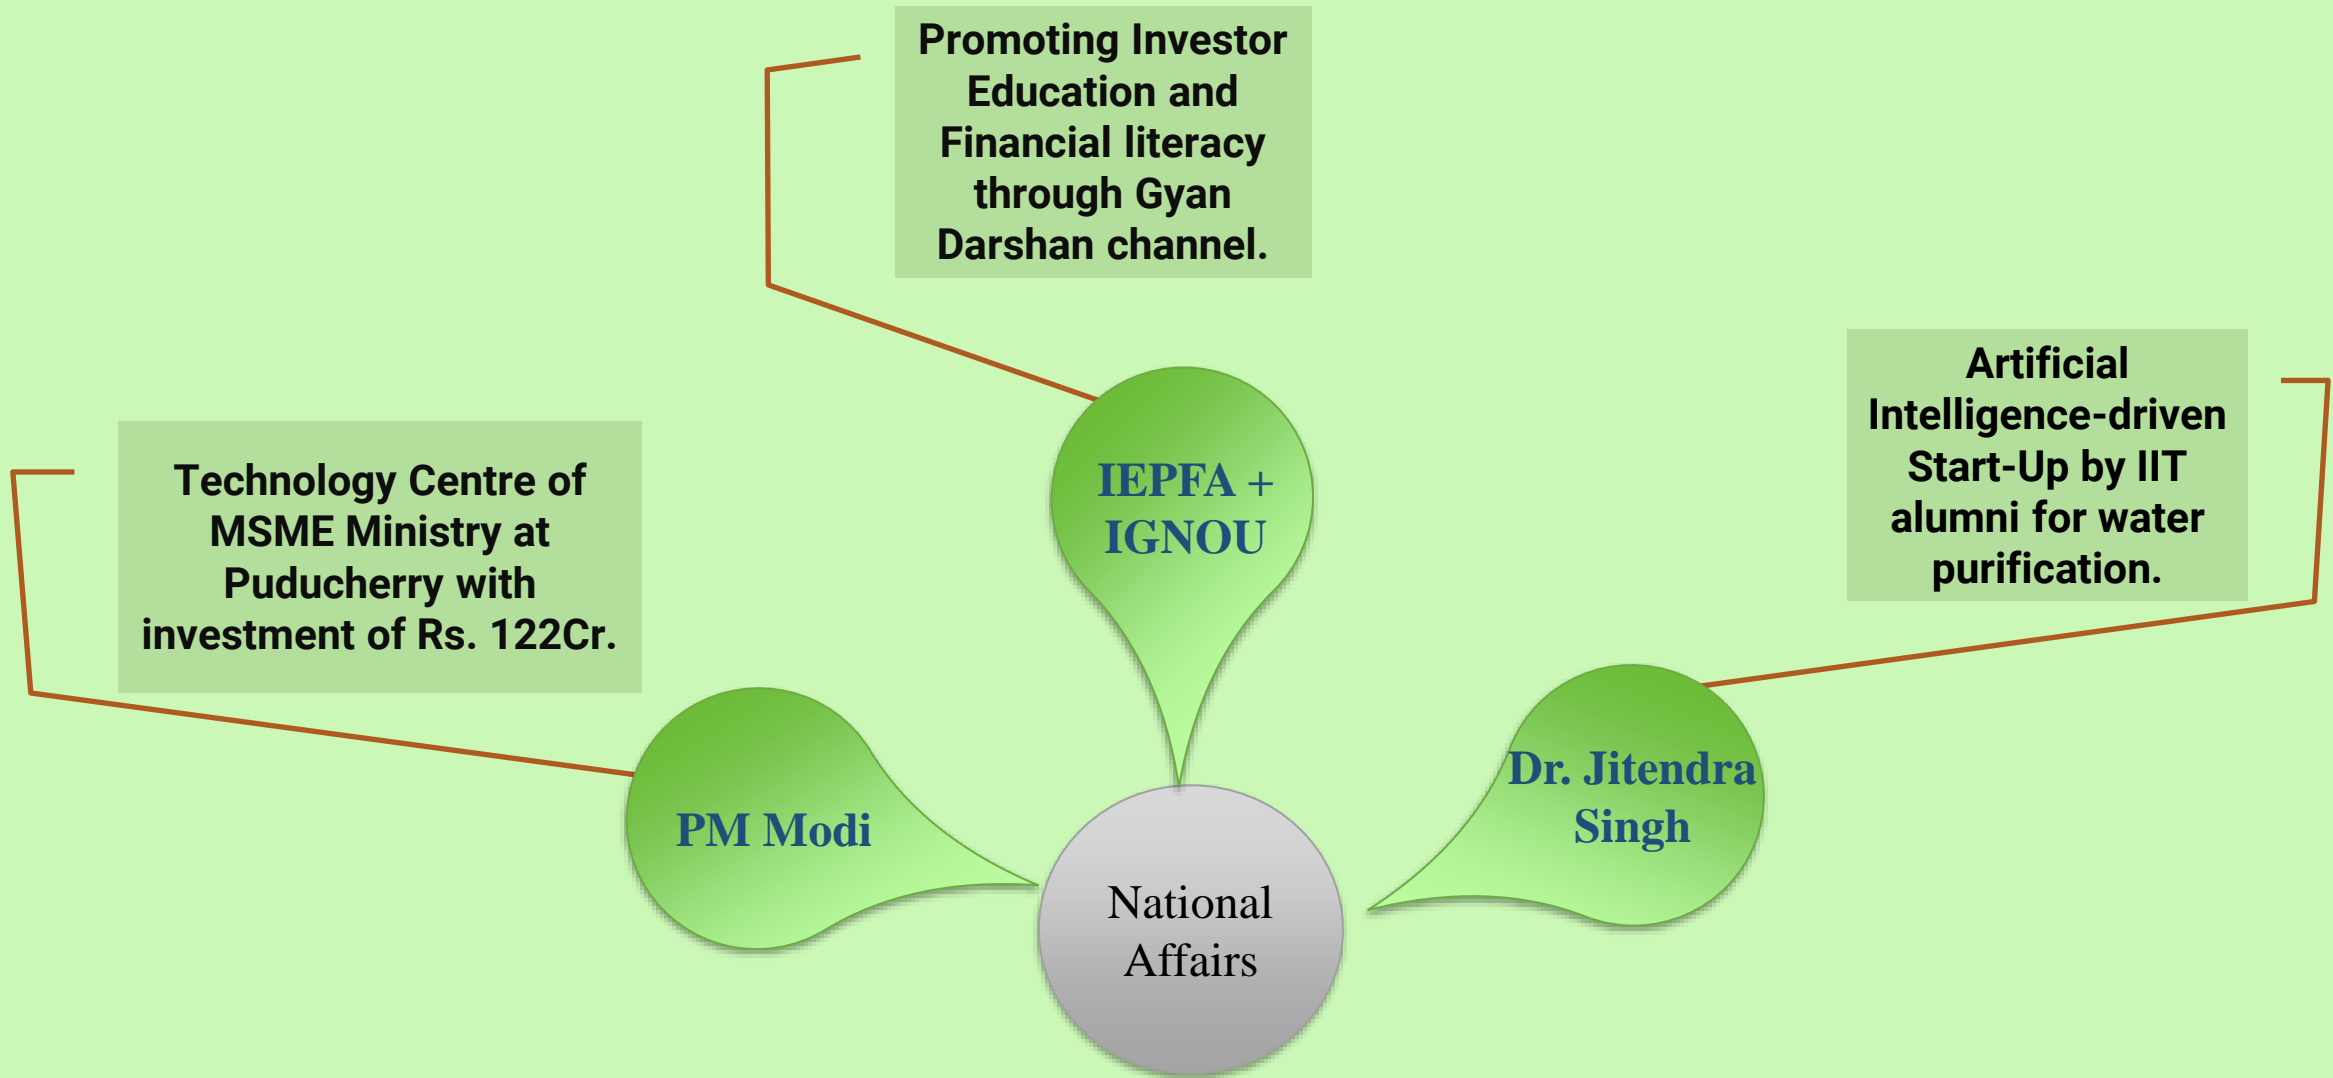 Promoting Investor
Education and
Financial literacy
through Gyan
Darshan channel.
Artificial
Intelligence-driven
Start-Up by IIT
alumni for water
purification.
Technology Centre of
MSME Ministry at
Puducherry with
investment of Rs. 122Cr.
IEPFA +
IGNOU
Dr. Jitendra
Singh
PM Modi
National
Affairs